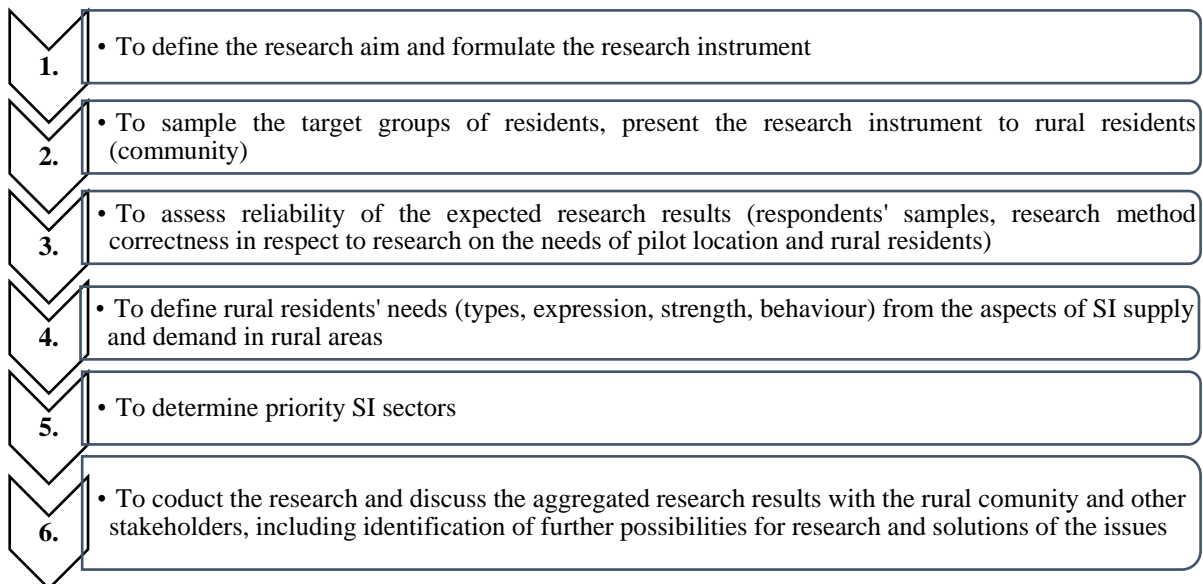 1.
• To define the research aim and formulate the research instrument
2.
• To sample the target groups of residents, present the research instrument to rural residents
(community)
3.
• To assess reliability of the expected research results (respondents' samples, research method
correctness in respect to research on the needs of pilot location and rural residents)
4.
• To define rural residents' needs (types, expression, strength, behaviour) from the aspects of SI supply
and demand in rural areas
5.
• To determine priority SI sectors
6.
• To coduct the research and discuss the aggregated research results with the rural comunity and other
stakeholders, including identification of further possibilities for research and solutions of the issues